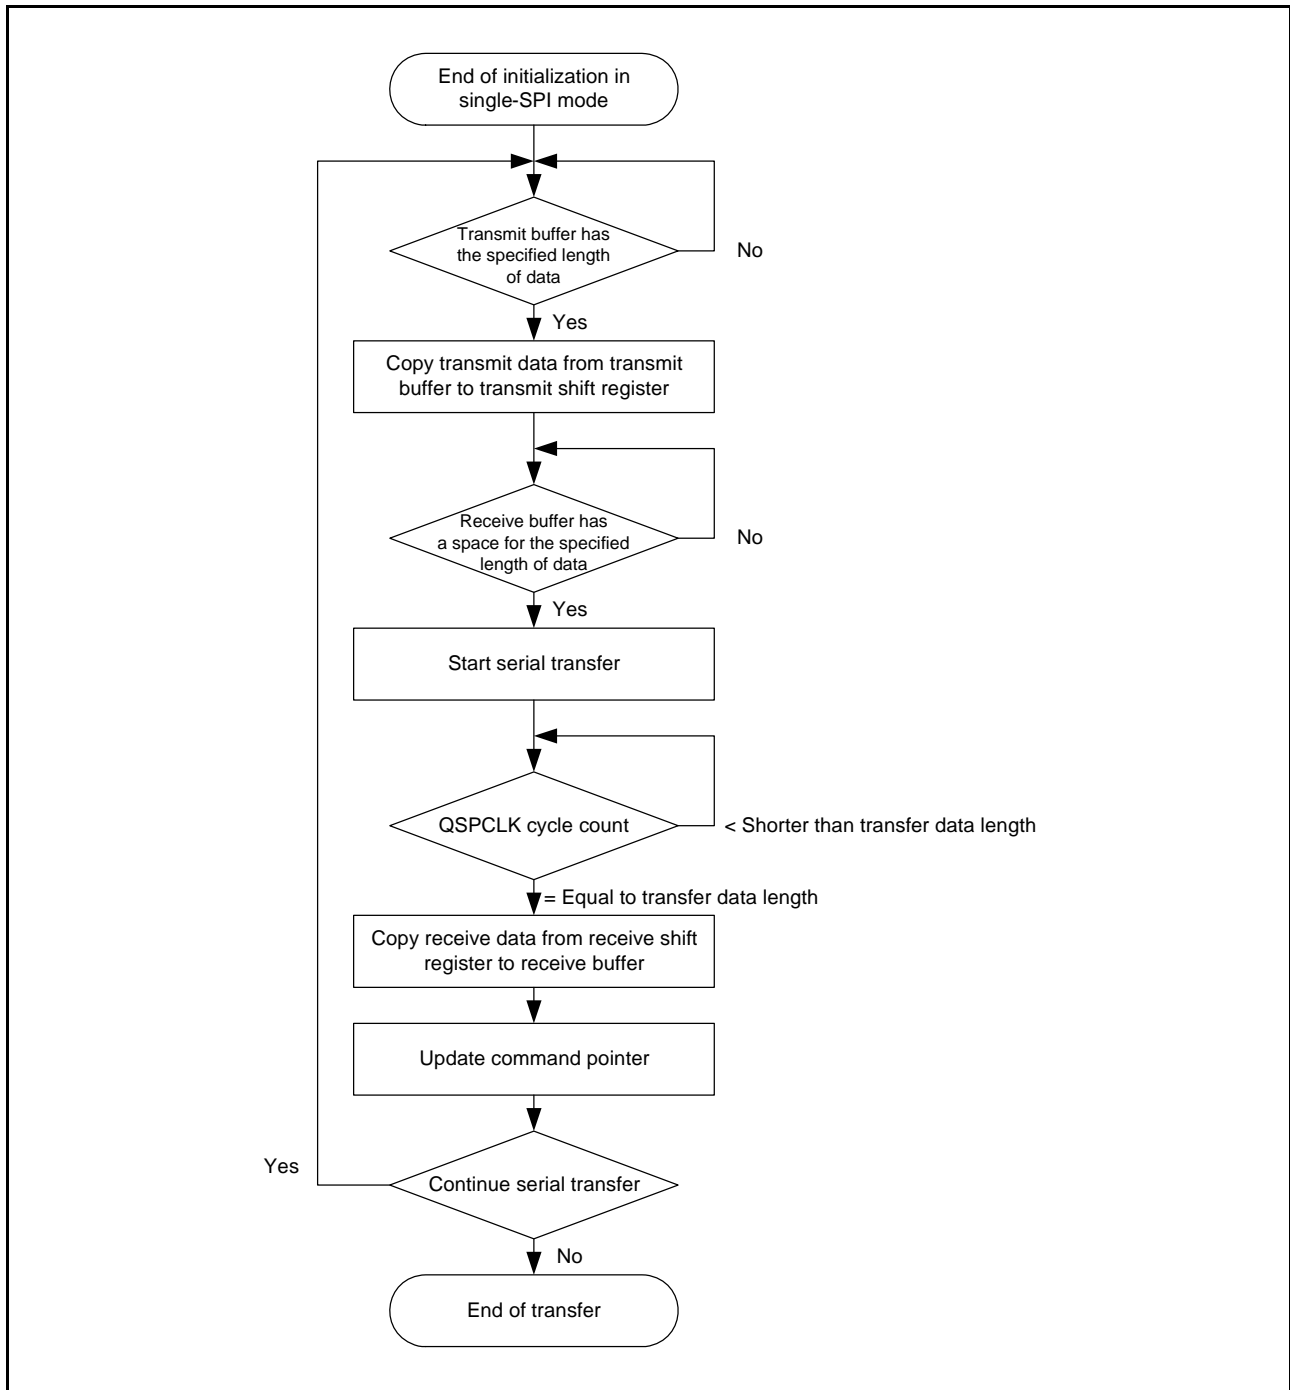 End of initialization in
single-SPI mode
Transmit buffer has
the specified length
of data
No
Yes
Copy transmit data from transmit
buffer to transmit shift register
Receive buffer has
a space for the specified
length of data
No
Yes
Start serial transfer
QSPCLK cycle count
< Shorter than transfer data length
= Equal to transfer data length
Copy receive data from receive shift
register to receive buffer
Update command pointer
Yes
Continue serial transfer
No
End of transfer